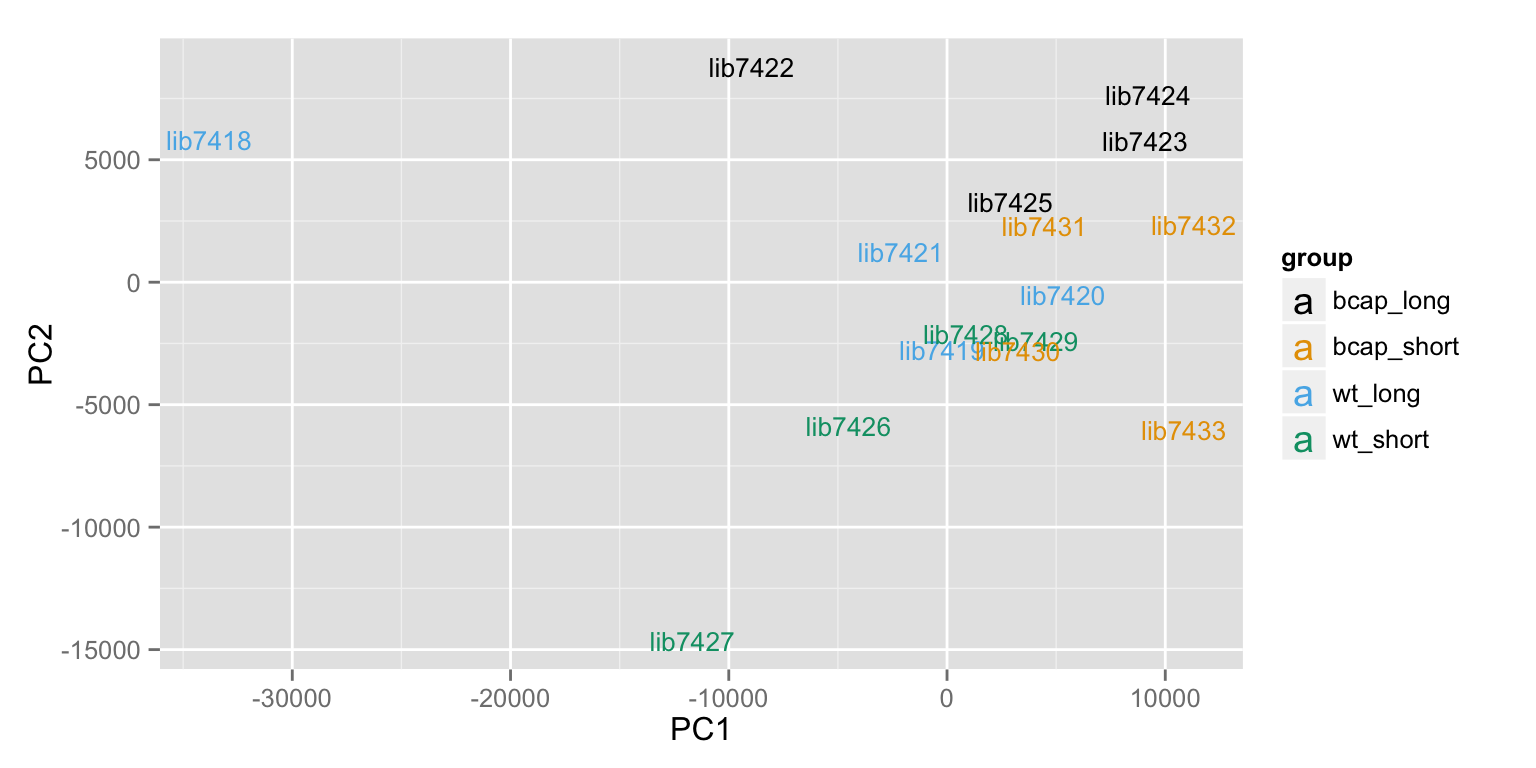 lib7422
lib7424
lib7418
lib7423
lib7425
lib7431
lib7432
lib7421
lib7420
lib7428
lib7429
lib7419
lib7430
lib7426
lib7433
lib7427
5000
0
-5000
-10000
-15000
PC2
-30000
-20000
-10000
0
10000
PC1
group
a bcap_long
a bcap_short
a wt_long
a wt_short